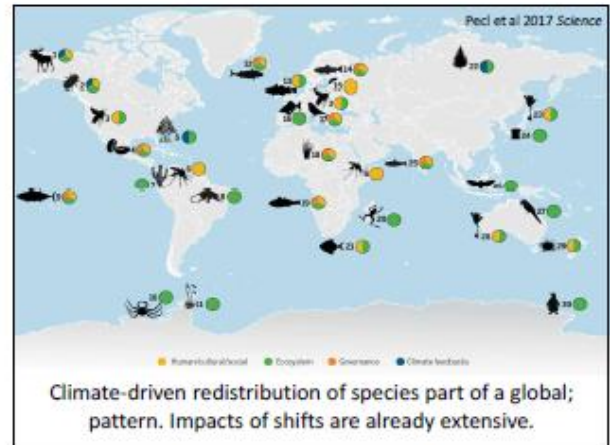 Pecl et al 2017 Science
Human/cultural/social Ecosystem Governance Climate feedbacks
Climate-driven redistribution of species part of a global;
pattern. Impacts of shifts are already extensive.